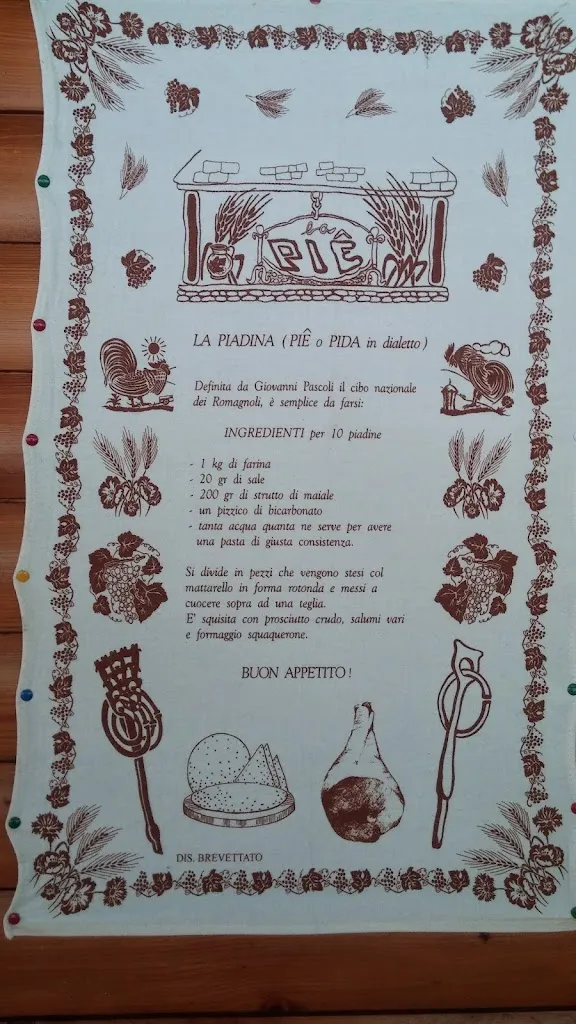 la
PIÊ
LA PIADINA (PIÊ o PIDA in dialetto)
Definita da Giovanni Pascoli il cibo nazionale
dei Romagnoli, è semplice da farsi:
INGREDIENTI per 10 piadine
- 1 kg di farina
- 20 gr di sale
- 200 gr di strutto di maiale
- un pizzico di bicarbonato
- tanta acqua quanta ne serve per avere
una pasta di giusta consistenza.
Si divide in pezzi che vengono stesi col
mattarello in forma rotonda e messi a
cuocere sopra ad una teglia.
E' squisita con prosciutto crudo, salumi vari
e formaggio squaquerone.
BUON APPETITO!
DIS. BREVETTATO